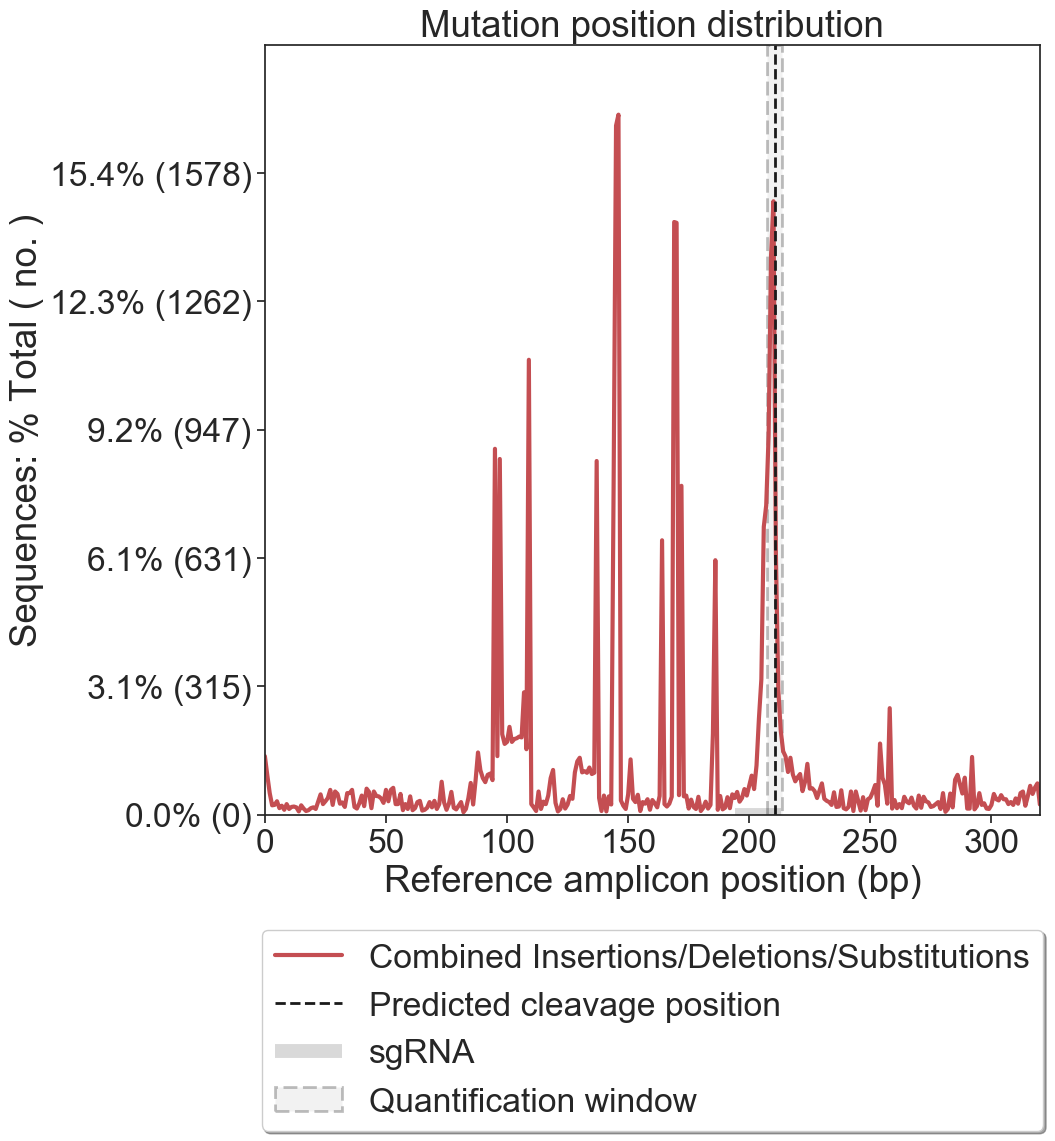 Mutation position distribution
Sequences: % Total ( no. )
15.4% (1578)
12.3% (1262)
9.2% (947)
6.1% (631)
3.1% (315)
0.0% (0)
0 50 100 150 200 250 300
Reference amplicon position (bp)
Combined Insertions/Deletions/Substitutions
Predicted cleavage position
sgRNA
Quantification window